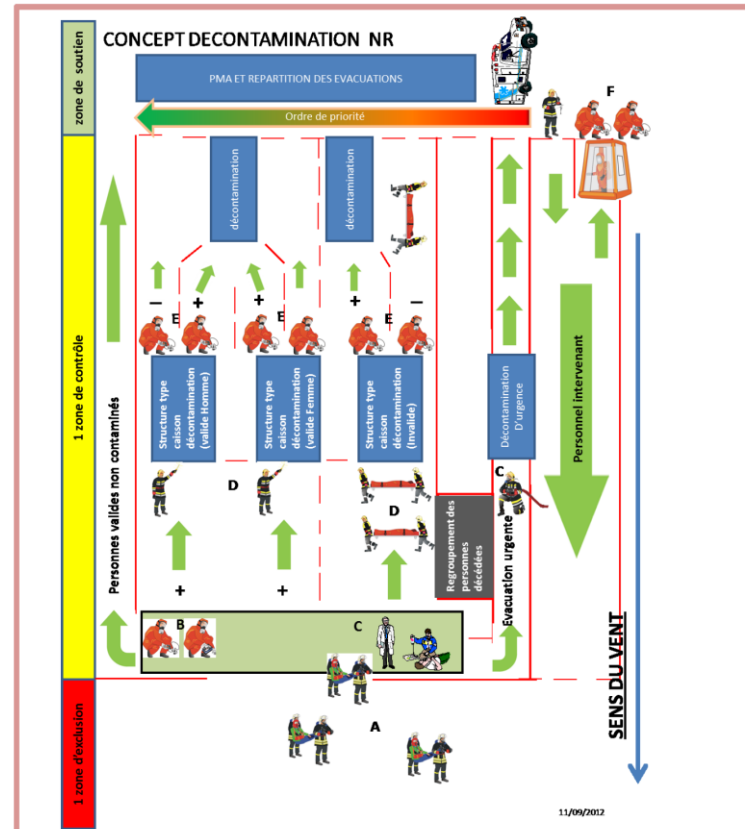 CONCEPT DECONTAMINATION NR
zone de soutien
PMA ET REPARTITION DES EVACUATIONS
Ordre de priorité
F
1 zone de contrôle
décontamination
décontamination
− + + + −
E E E
Personnes valides non contaminés
Structure type
caisson
décontamination
(valide Homme)
Structure type
caisson
décontamination
(valide Femme)
Structure type
caisson
décontamination
(Invalide)
Décontamination
D'urgence
Personnel intervenant
C
D
D
Regroupement des
personnes
décédées
Evacuation urgente
+ +
B
C
SENS DU VENT
1 zone d'exclusion
A
11/09/2012